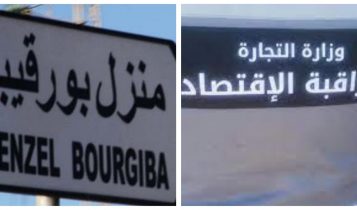 منزل بورقيب
ENZEL BOURGIBA
وزارة التجارة
راقبة الإقتصاد